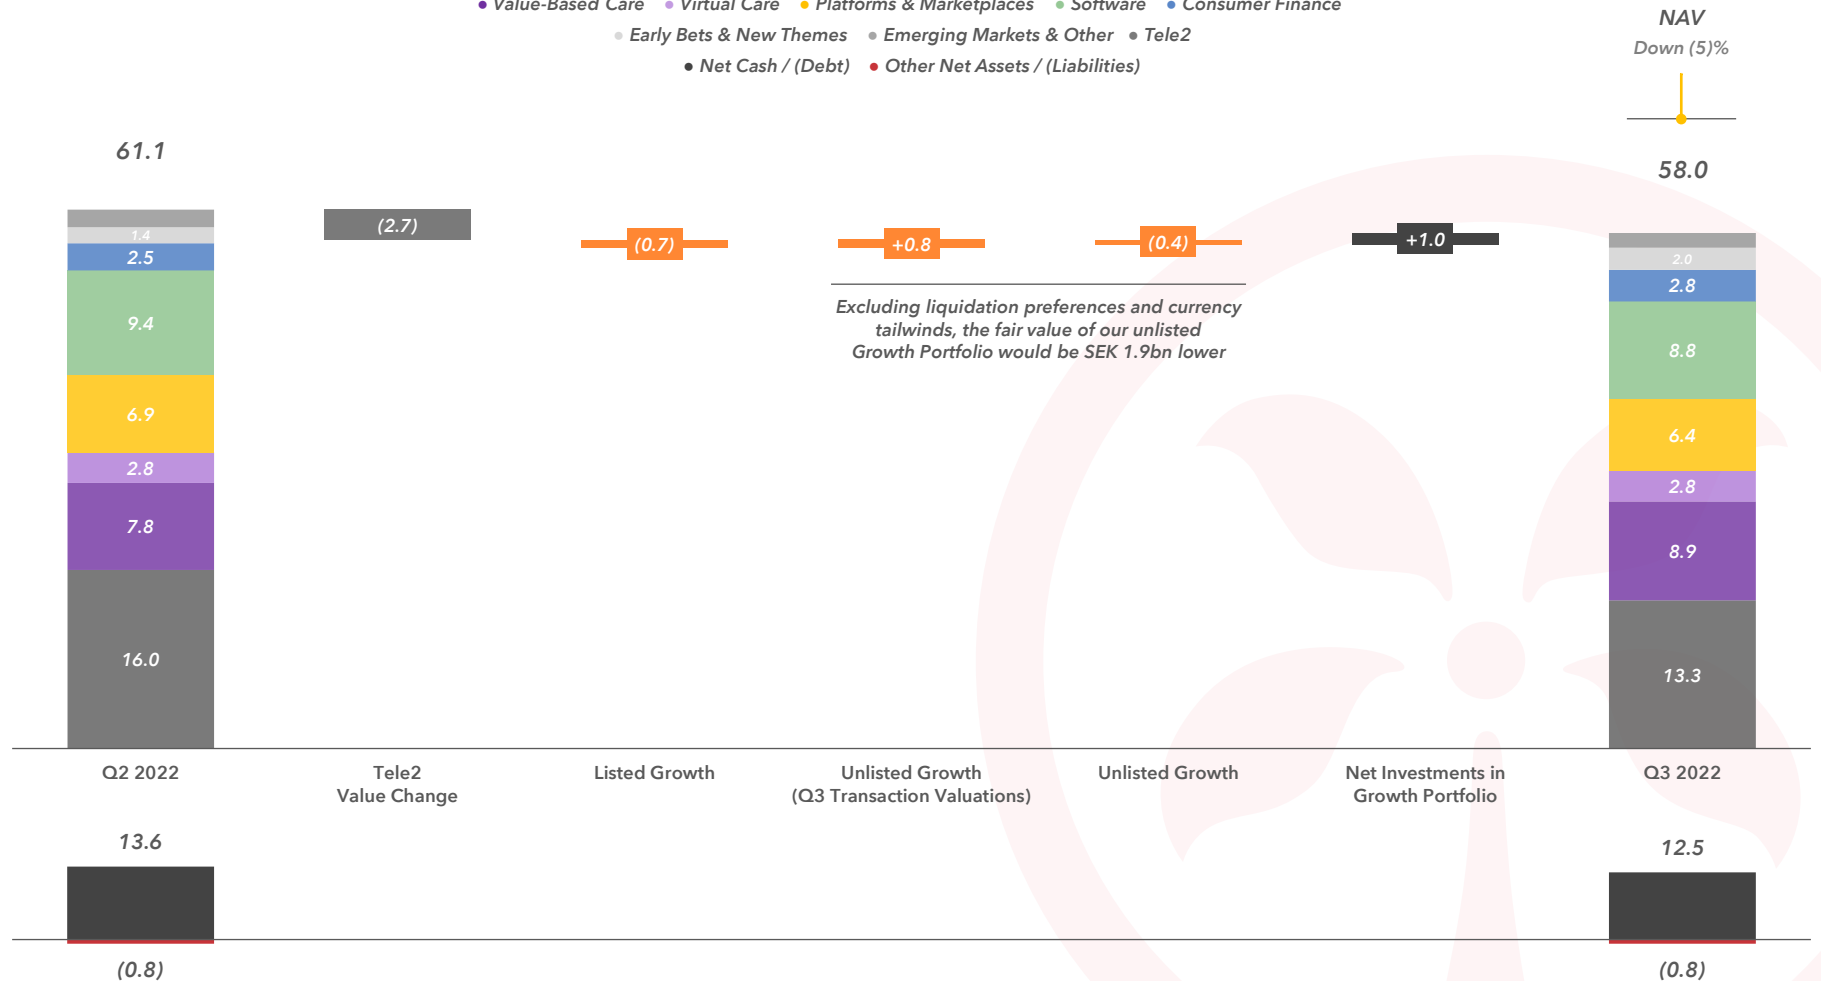 ● Value-Based Care ● Virtual Care ● Platforms & Marketplaces ● Software ● Consumer Finance
● Early Bets & New Themes ● Emerging Markets & Other ● Tele2
● Net Cash / (Debt) ● Other Net Assets / (Liabilities)
NAV
Down (5)%
61.1
58.0
1.4
2.5
9.4
6.9
2.8
7.8
16.0
(2.7)
(0.7)
+0.8
(0.4)
+1.0
Excluding liquidation preferences and currency
tailwinds, the fair value of our unlisted
Growth Portfolio would be SEK 1.9bn lower
2.0
2.8
8.8
6.4
2.8
8.9
13.3
Q2 2022
Tele2
Value Change
Listed Growth
Unlisted Growth
(Q3 Transaction Valuations)
Unlisted Growth
Net Investments in
Growth Portfolio
Q3 2022
13.6
12.5
(0.8)
(0.8)